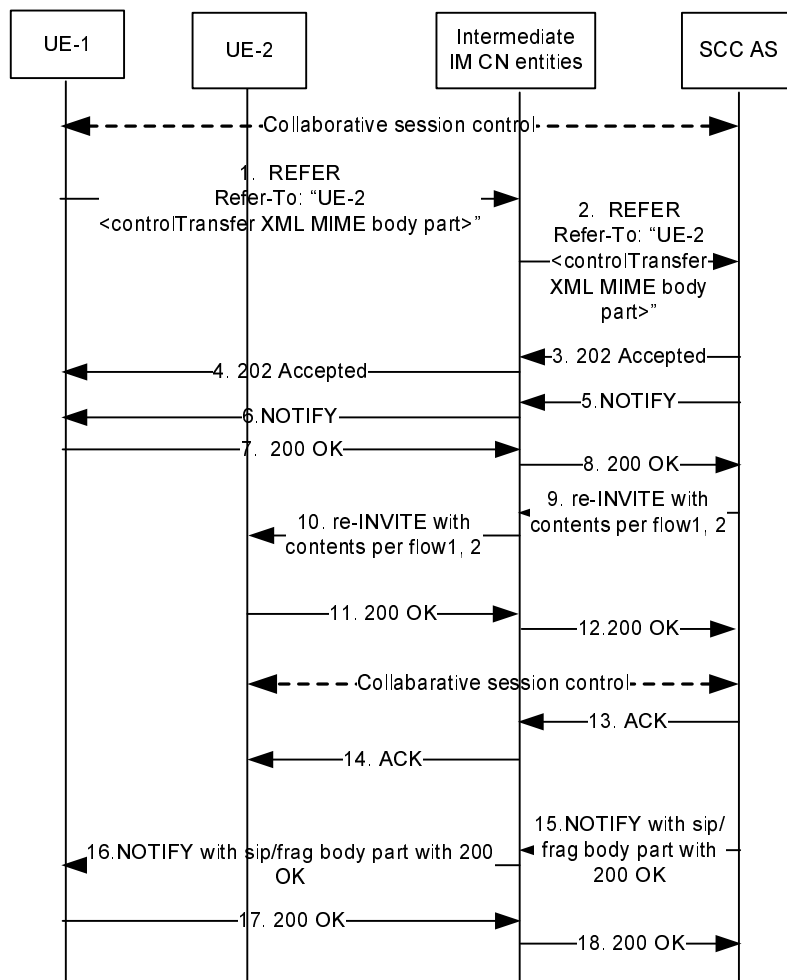 UE-1
UE-2
Intermediate
IM CN entities
SCC AS
Collaborative session control
1. REFER
Refer-To: “UE-2
<controlTransfer XML MIME body part>”
2. REFER
Refer-To: “UE-2
<controlTransfer
XML MIME body
part>”
3. 202 Accepted
4. 202 Accepted
5.NOTIFY
6.NOTIFY
7. 200 OK
8. 200 OK
9. re-INVITE with
contents per flow1, 2
10. re-INVITE with
contents per flow1, 2
11. 200 OK
12.200 OK
Collabarative session control
13. ACK
14. ACK
15.NOTIFY with sip/
frag body part with
200 OK
16.NOTIFY with sip/frag body part with 200
OK
17. 200 OK
18. 200 OK